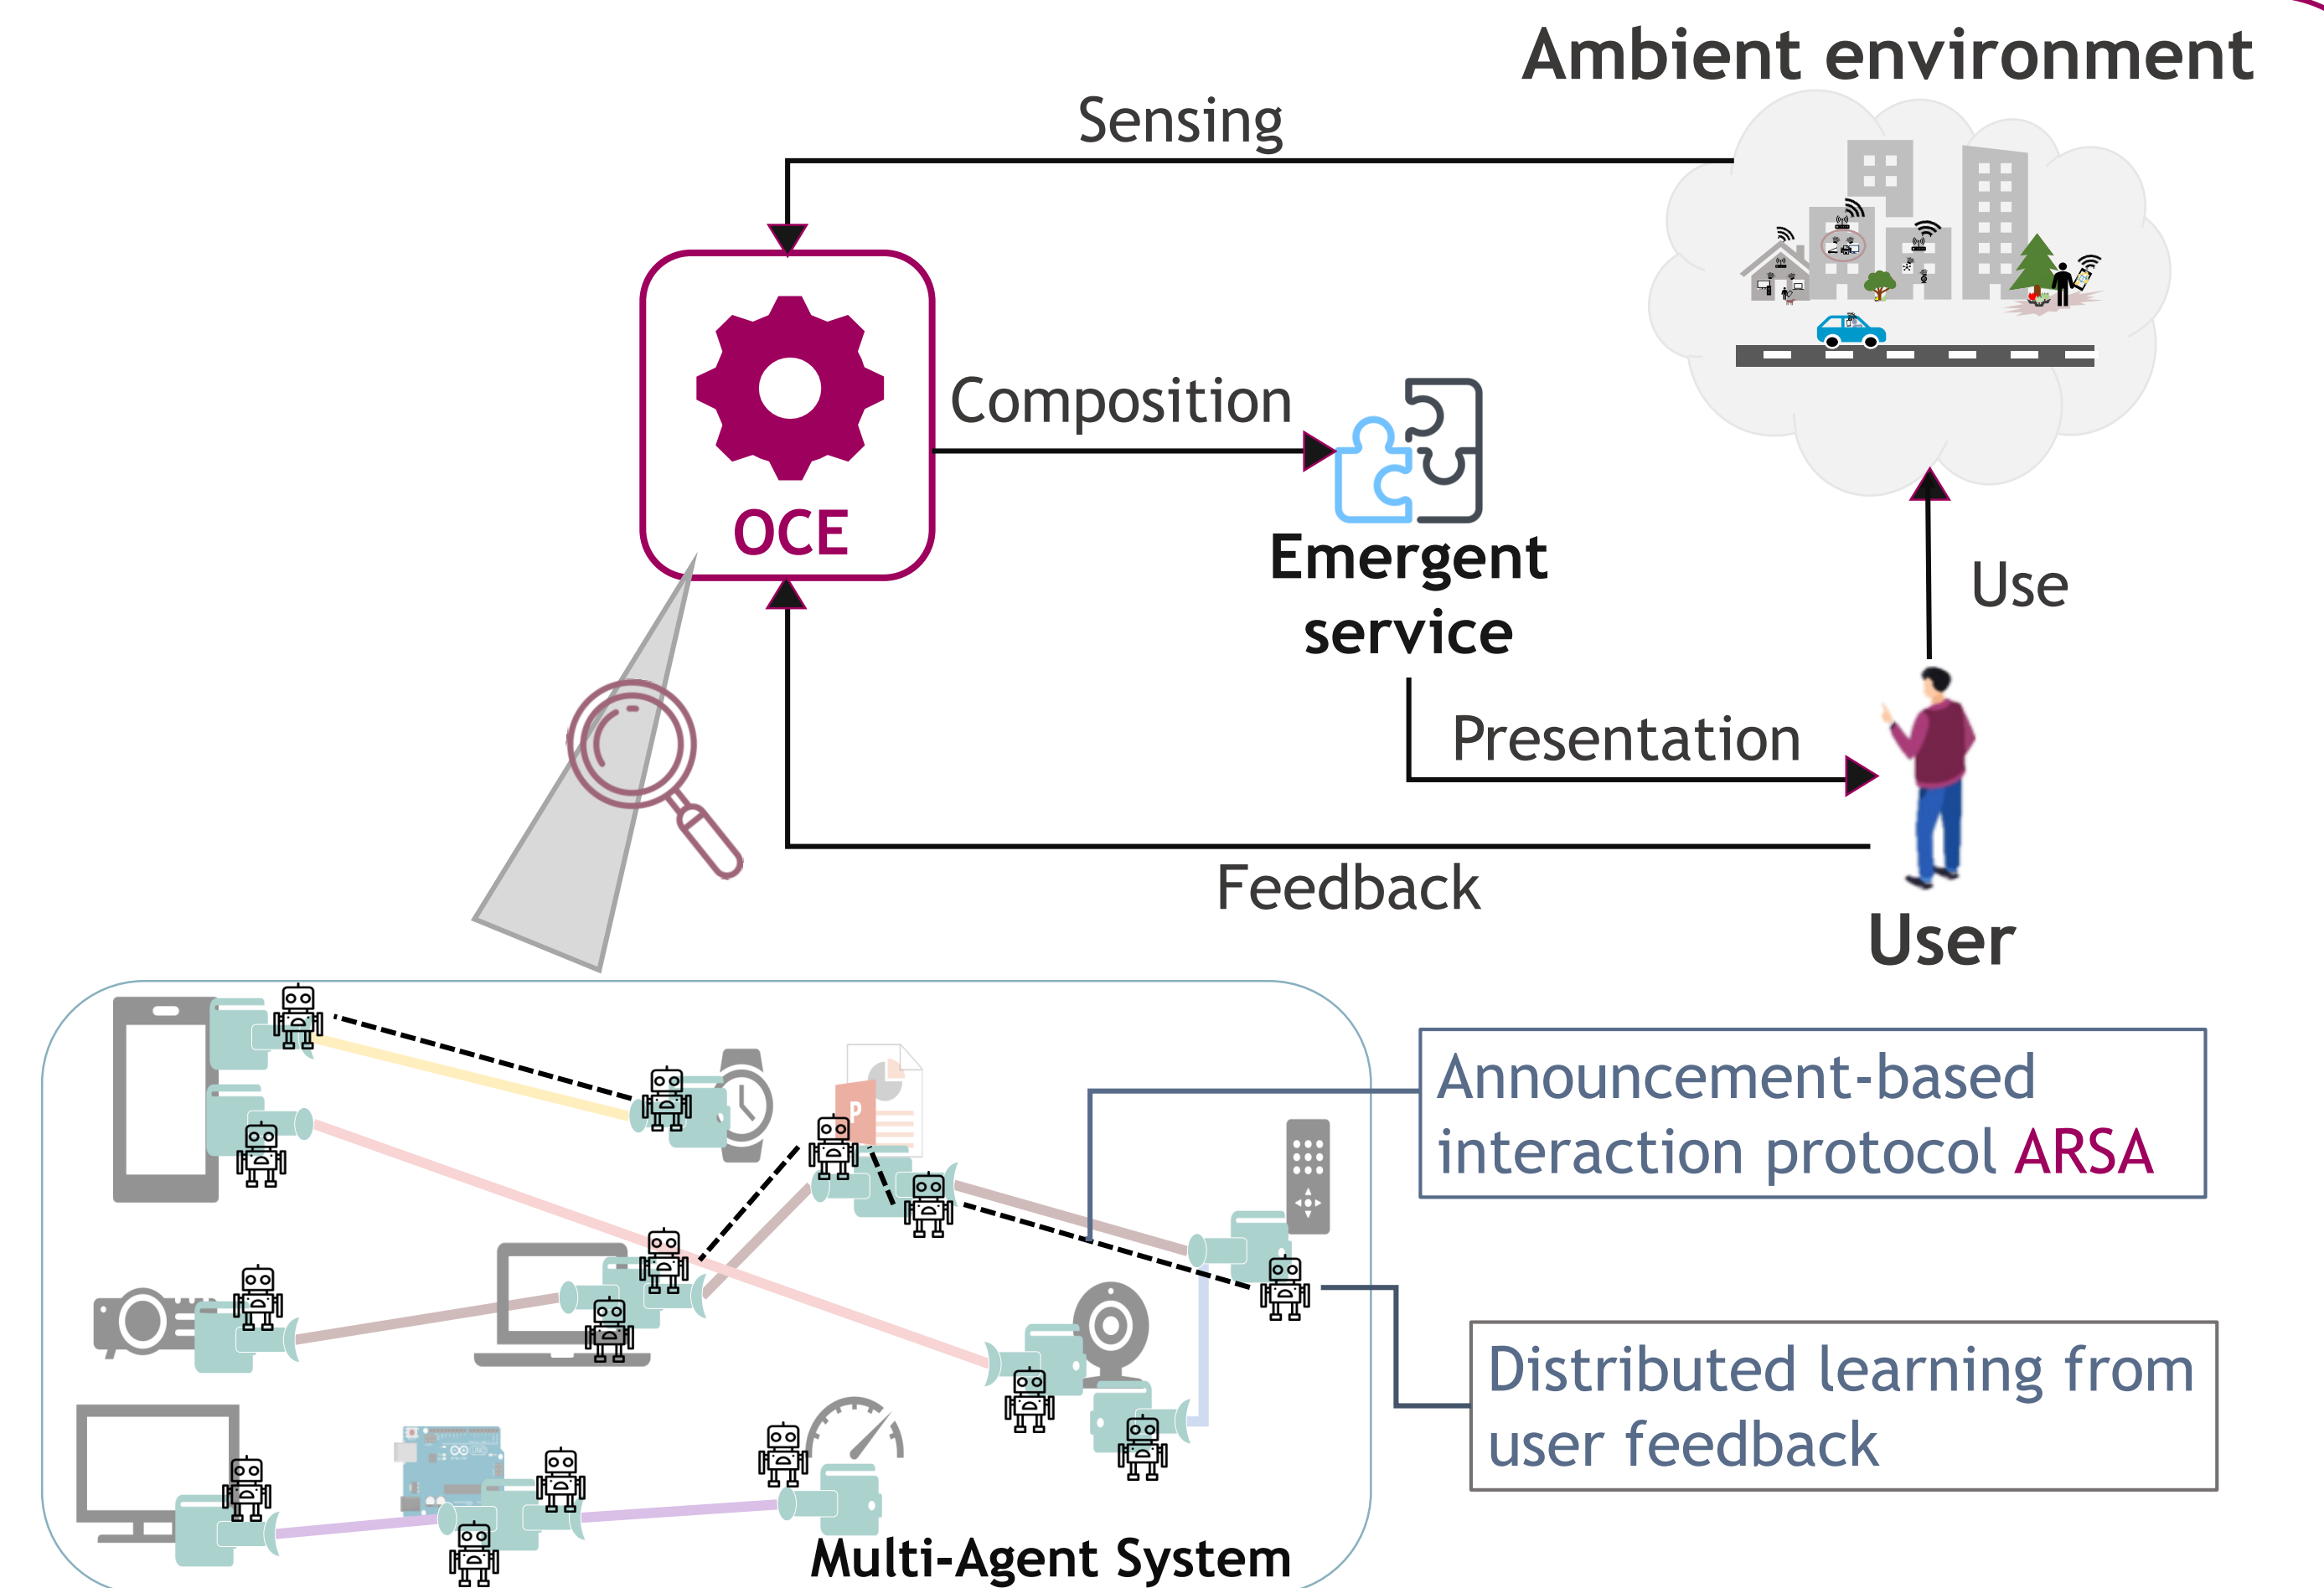 Ambient environment
Sensing
Composition
OCE
Emergent
service
Use
Presentation
Feedback
User
P
Announcement-based
interaction protocol ARSA
Distributed learning from
user feedback
Multi-Agent System